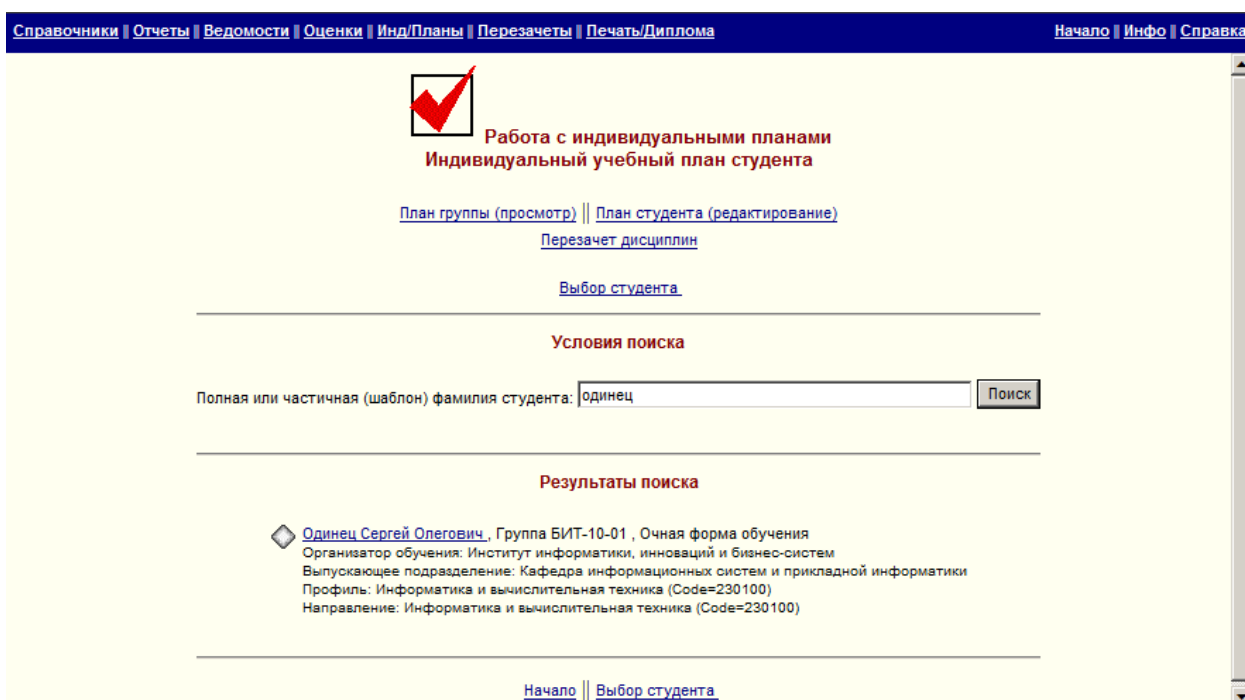 Справочники || Отчеты || Ведомости || Оценки || Инд/Планы || Перезачеты || Печать/Диплома Начало || Инфо || Справка
Работа с индивидуальными планами
Индивидуальный учебный план студента
План группы (просмотр) || План студента (редактирование)
Перезачет дисциплин
Выбор студента
Условия поиска
Полная или частичная (шаблон) фамилия студента: одинец Поиск
Результаты поиска
Одинец Сергей Олегович , Группа БИТ-10-01 , Очная форма обучения
Организатор обучения: Институт информатики, инноваций и бизнес-систем
Выпускающее подразделение: Кафедра информационных систем и прикладной информатики
Профиль: Информатика и вычислительная техника (Code=230100)
Направление: Информатика и вычислительная техника (Code=230100)
Начало || Выбор студента